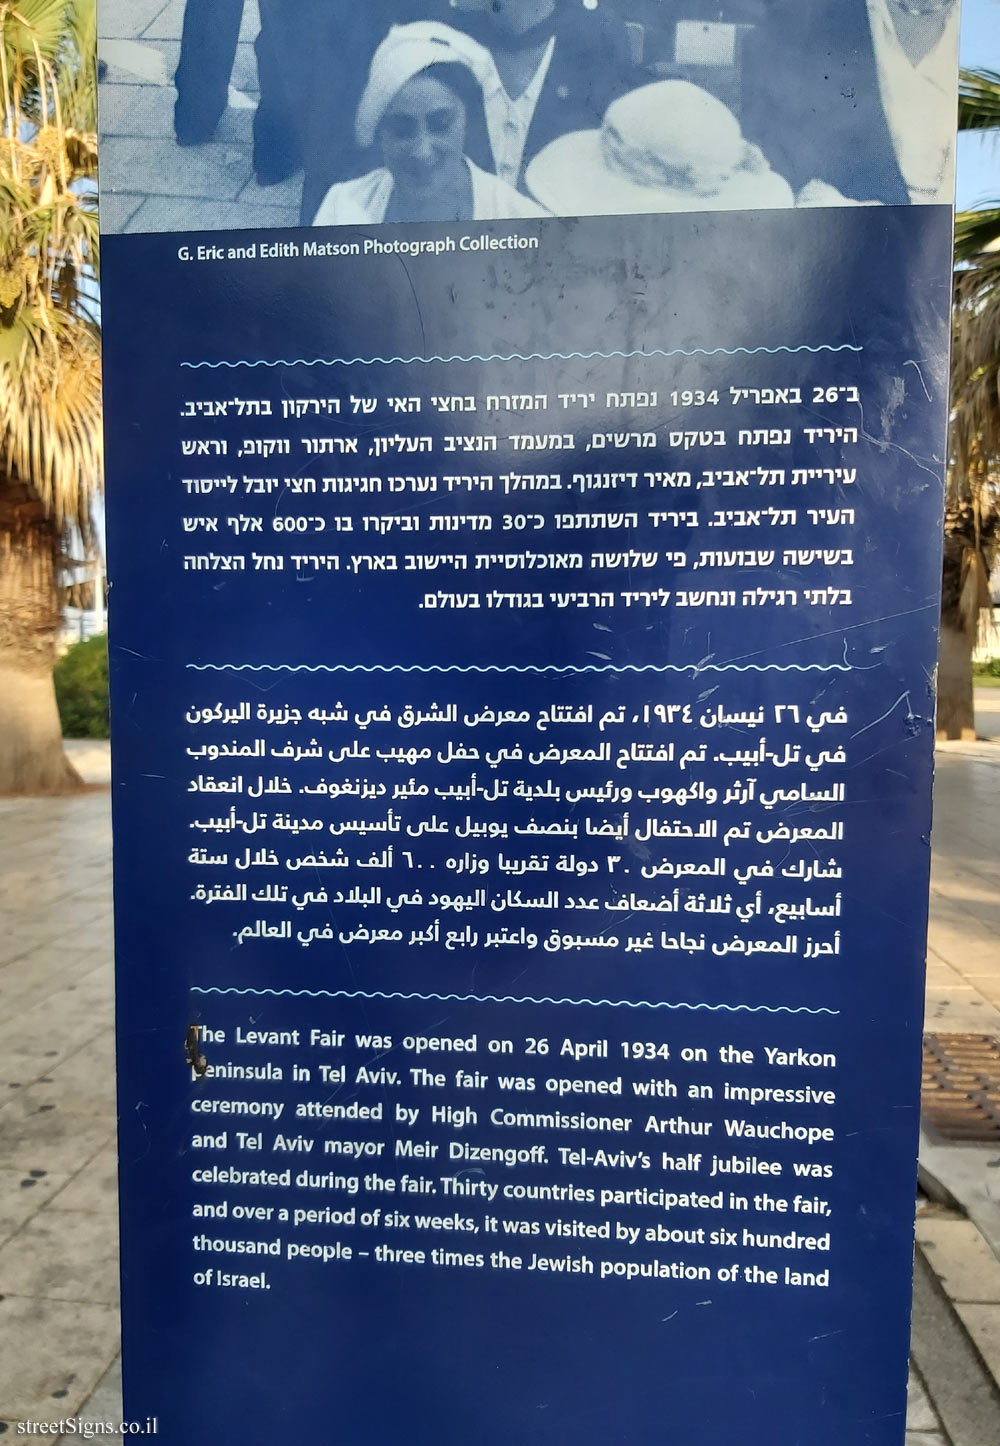 G. Eric and Edith Matson Photograph Collection
ב־26 באפריל 1934 נפתח יריד המזרח בחצי האי של הירקון בתל־אביב.
היריד נפתח בטקס מרשים, במעמד הנציב העליון, ארתור ווקופ, וראש
עיריית תל־אביב, מאיר דיזנגוף. במהלך היריד נערכו חגיגות חצי יובל לייסוד
העיר תל־אביב. ביריד השתתפו כ־30 מדינות וביקרו בו כ־600 אלף איש
בשישה שבועות, פי שלושה מאוכלוסיית היישוב בארץ. היריד נחל הצלחה
בלתי רגילה ונחשב ליריד הרביעי בגודלו בעולם.
في ٢٦ نيسان ١٩٣٤، تم افتتاح معرض الشرق في شبه جزيرة اليركون
في تل-أبيب. تم افتتاح المعرض في حفل مهيب على شرف المندوب
السامي آرثر واكهوب ورئيس بلدية تل-أبيب مئير ديزنغوف. خلال انعقاد
المعرض تم الاحتفال أيضا بنصف يوبيل على تأسيس مدينة تل-أبيب.
شارك في المعرض ٣٠ دولة تقريبا وزاره ٦٠٠ ألف شخص خلال ستة
أسابيع، أي ثلاثة أضعاف عدد السكان اليهود في البلاد في تلك الفترة.
أحرز المعرض نجاحا غير مسبوق واعتبر رابع أكبر معرض في العالم.
The Levant Fair was opened on 26 April 1934 on the Yarkon
peninsula in Tel Aviv. The fair was opened with an impressive
ceremony attended by High Commissioner Arthur Wauchope
and Tel Aviv mayor Meir Dizengoff. Tel-Aviv's half jubilee was
celebrated during the fair. Thirty countries participated in the fair,
and over a period of six weeks, it was visited by about six hundred
thousand people – three times the Jewish population of the land
of Israel.
streetSigns.co.il